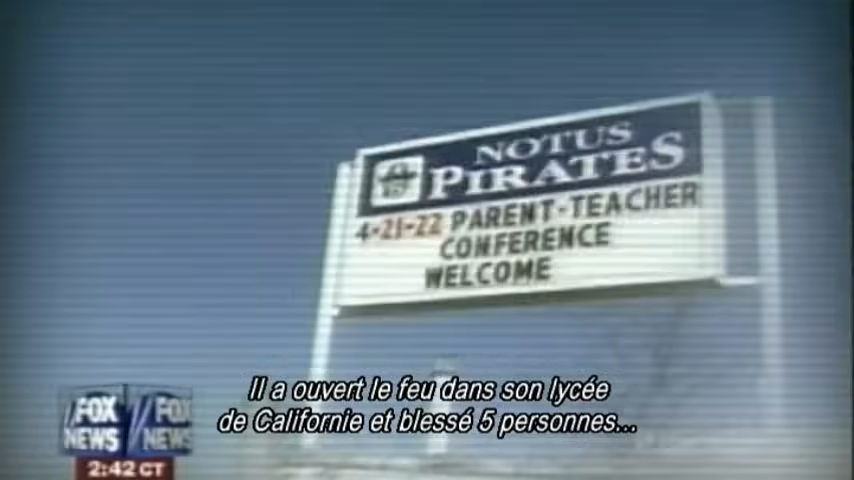 NOTUS
PIRATES
4-21-22 PARENT-TEACHER
CONFERENCE
WELCOME
Il a ouvert le feu dans son lycée
de Californie et blessé 5 personnes...
FOX FOX
NEWS NEWS
2:42 CT